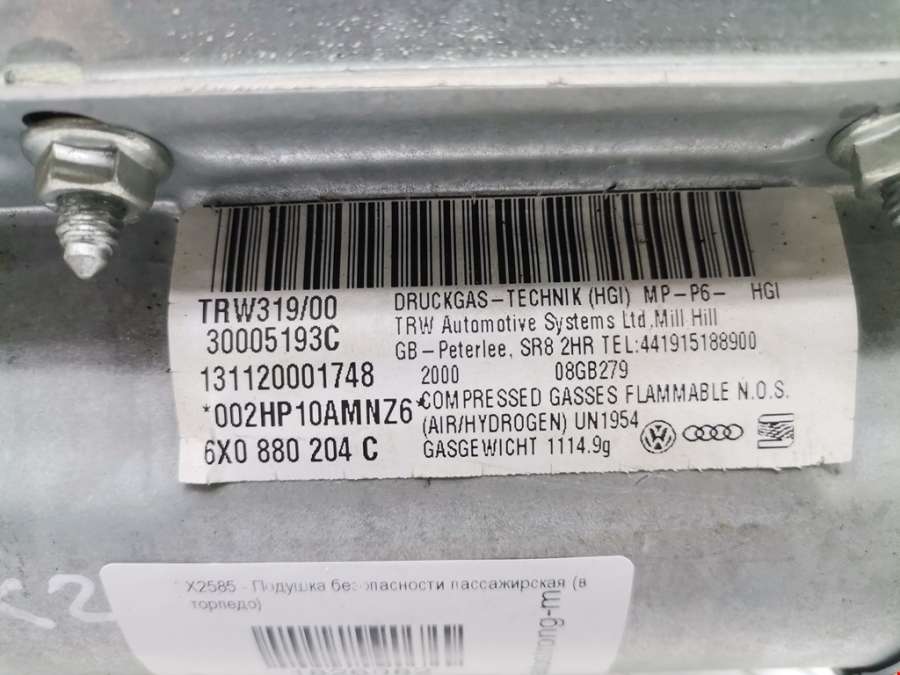 TRW319/00
30005193C
131120001748
*002HP10AMNZ6*
6X0 880 204 C
DRUCKGAS-TECHNIK (HGI) MP-P6- HGI
TRW Automotive Systems Ltd,Mill Hill
GB-Peterlee, SR8 2HR TEL:441915188900
2000 08GB279
COMPRESSED GASSES FLAMMABLE N.O.S.
(AIR/HYDROGEN) UN1954
GASGEWICHT 1114.9g
X2585 - Подушка безопасности пассажирская (в
торпедо)